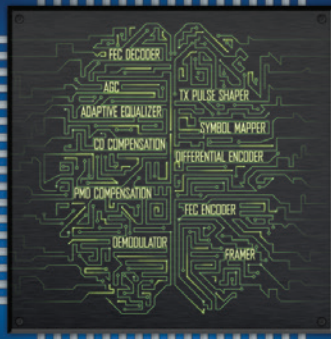 FEC DECODER
AGC
TX PULSE SHAPER
ADAPTIVE EQUALIZER
SYMBOL MAPPER
CD COMPENSATION
DIFFERENTIAL ENCODER
PMD COMPENSATION
FEC ENCODER
DEMODULATOR
FRAMER